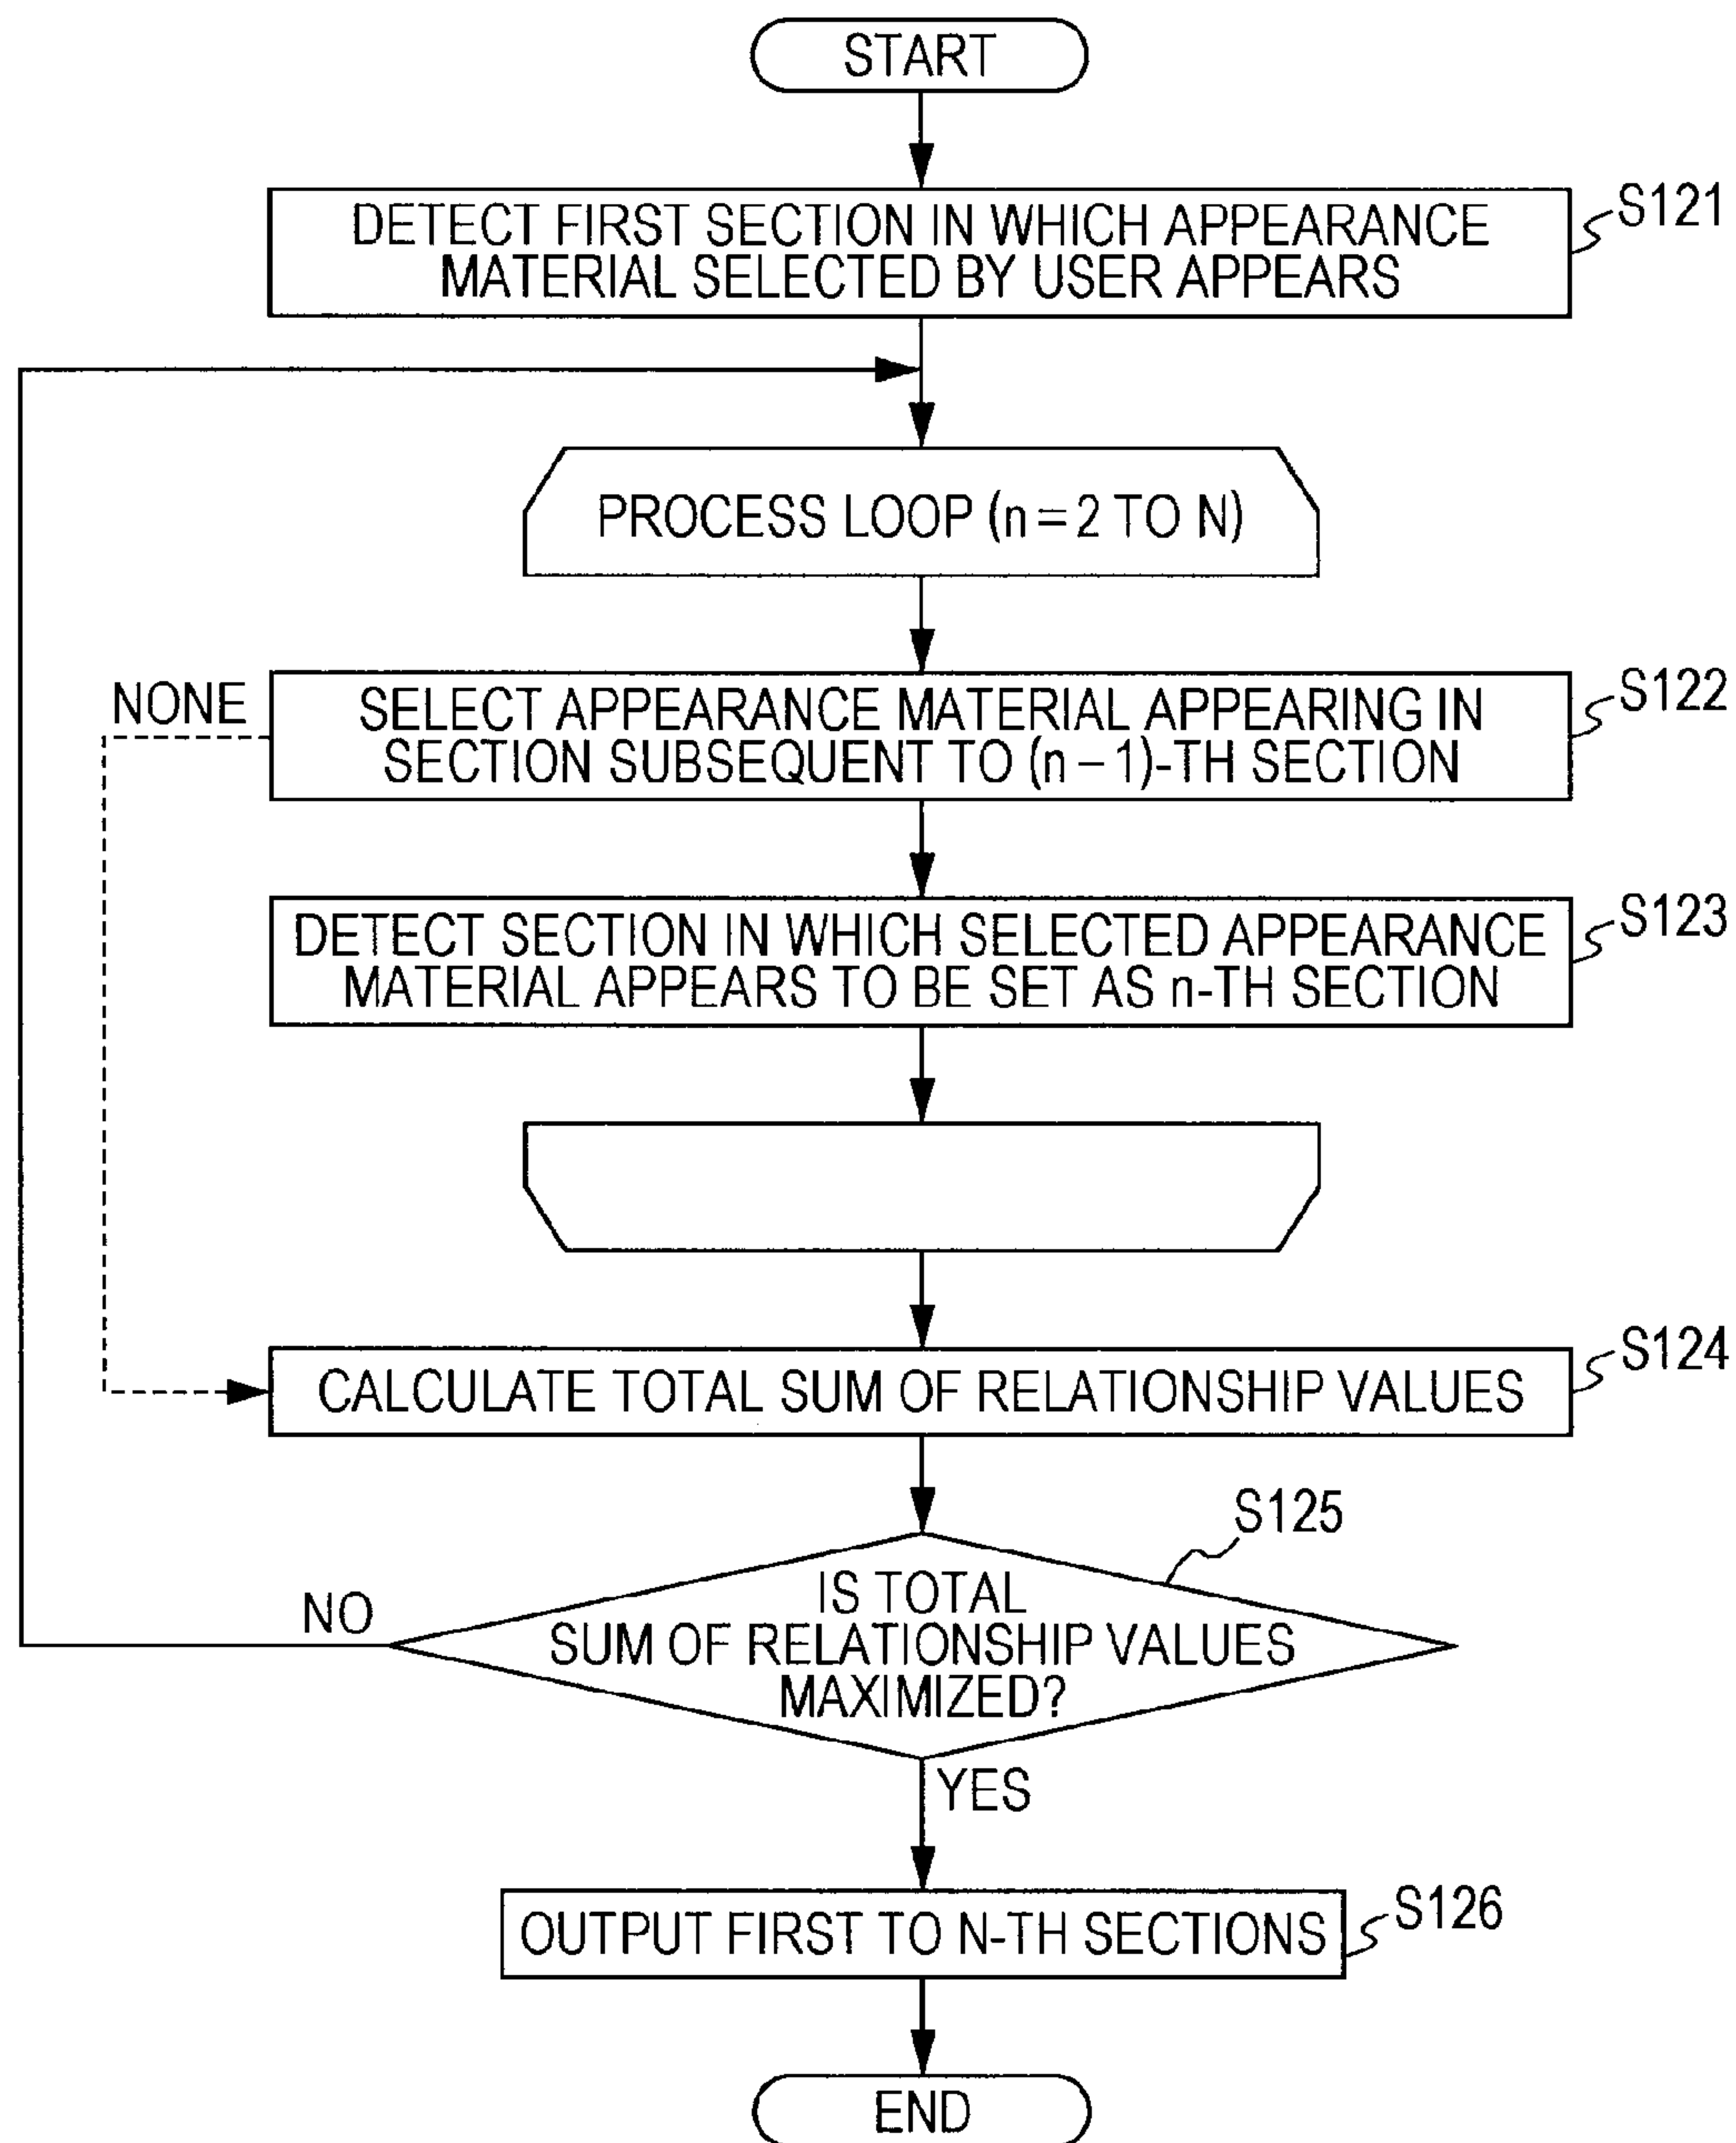 START
DETECT FIRST SECTION IN WHICH APPEARANCE
MATERIAL SELECTED BY USER APPEARS
S121
PROCESS LOOP (n = 2 TO N)
NONE
SELECT APPEARANCE MATERIAL APPEARING IN
SECTION SUBSEQUENT TO (n – 1)-TH SECTION
S122
DETECT SECTION IN WHICH SELECTED APPEARANCE
MATERIAL APPEARS TO BE SET AS n-TH SECTION
S123
CALCULATE TOTAL SUM OF RELATIONSHIP VALUES
S124
S125
IS TOTAL
SUM OF RELATIONSHIP VALUES
MAXIMIZED?
NO
YES
OUTPUT FIRST TO N-TH SECTIONS
S126
END